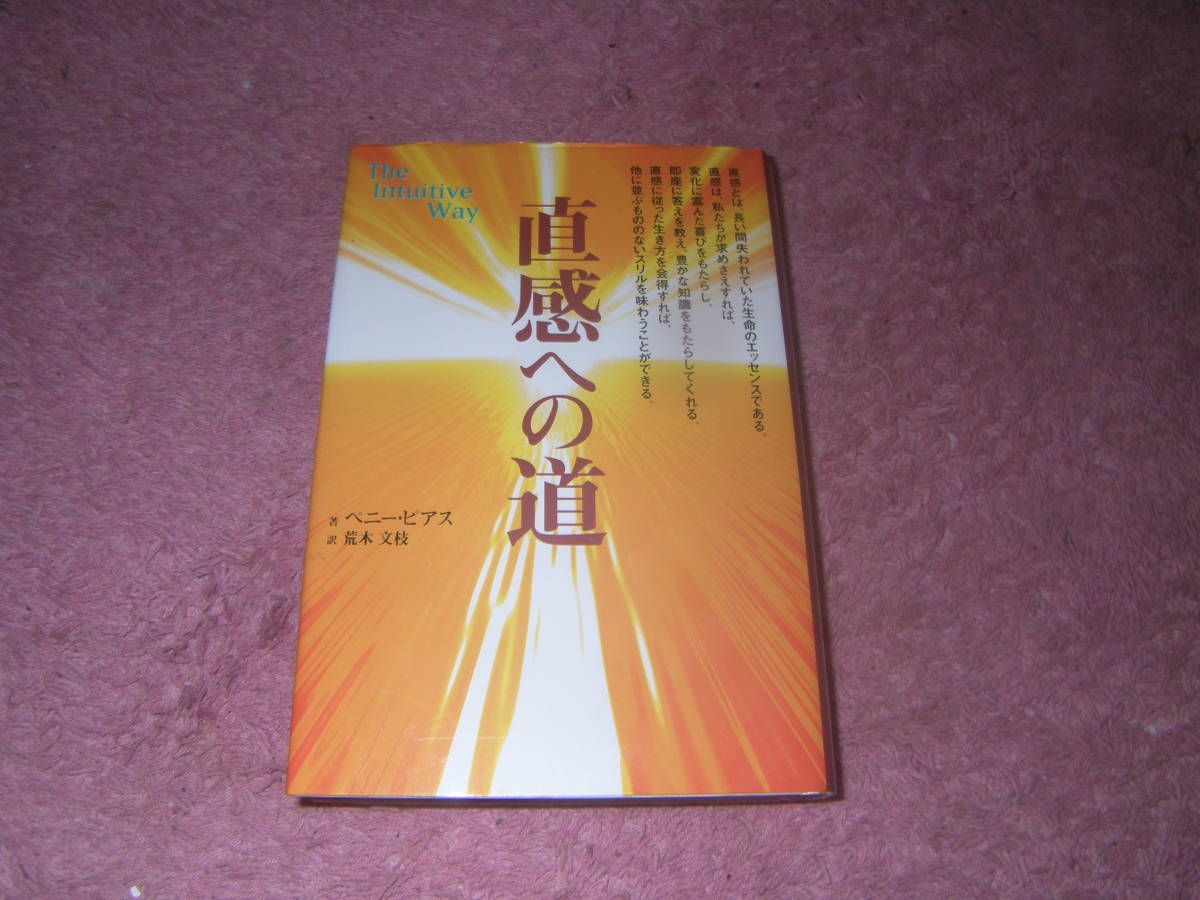 The
Intuitive
Way
直感への道
直感とは、長い間失われていた生命のエッセンスである。
直感は、私たちが求めさえすれば、
変化に富んだ喜びをもたらし、
即座に答えを教え、豊かな知識をもたらしてくれる。
直感に従った生き方を会得すれば、
他に並ぶもののないスリルを味わうことができる。
著 ペニー・ピアス
訳 荒木 文枝